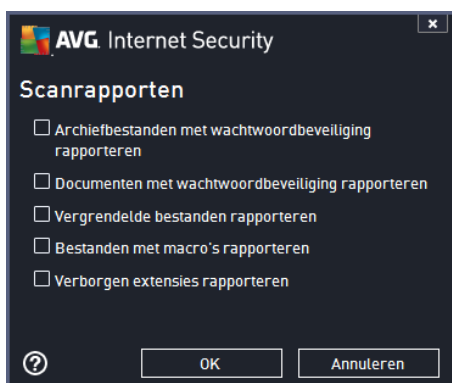 AVG. Internet Security
x
Scanrapporten
Archiefbestanden met wachtwoordbeveiliging
rapporteren
Documenten met wachtwoordbeveiliging rapporteren
Vergrendelde bestanden rapporteren
Bestanden met macro's rapporteren
Verborgen extensies rapporteren
?
OK
Annuleren